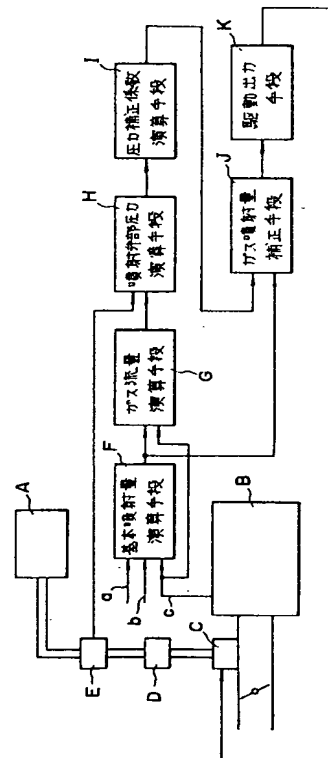 A
E
D
C
B
a
b
c
F
基本噴射量
演算手段
ガス流量
演算手段
G
H
噴射弁部圧力
演算手段
I
圧力補正係数
演算手段
J
ガス噴射量
補正手段
K
駆動出力
手段